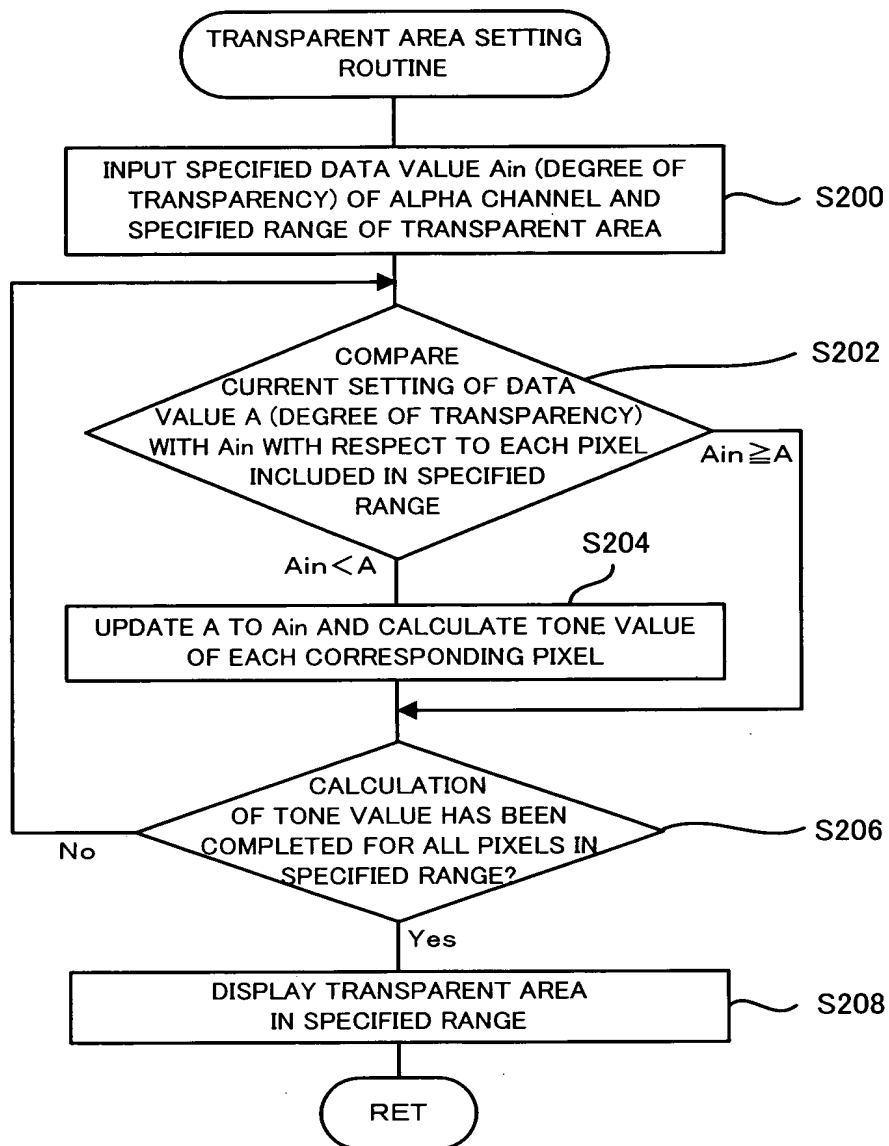 TRANSPARENT AREA SETTING
ROUTINE
INPUT SPECIFIED DATA VALUE Ain (DEGREE OF
TRANSPARENCY) OF ALPHA CHANNEL AND
SPECIFIED RANGE OF TRANSPARENT AREA
S200
COMPARE
CURRENT SETTING OF DATA
VALUE A (DEGREE OF TRANSPARENCY)
WITH Ain WITH RESPECT TO EACH PIXEL
INCLUDED IN SPECIFIED
RANGE
S202
Ain≧A
Ain<A
S204
UPDATE A TO Ain AND CALCULATE TONE VALUE
OF EACH CORRESPONDING PIXEL
CALCULATION
OF TONE VALUE HAS BEEN
COMPLETED FOR ALL PIXELS IN
SPECIFIED RANGE?
S206
No
Yes
DISPLAY TRANSPARENT AREA
IN SPECIFIED RANGE
S208
RET